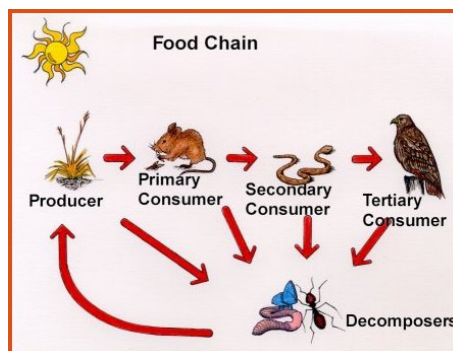 Food Chain
Producer
Primary
Consumer
Secondary
Consumer
Tertiary
Consumer
Decomposers